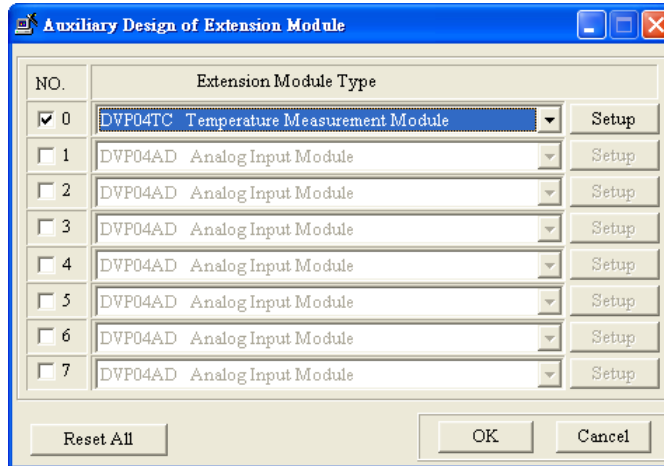 Auxiliary Design of Extension Module
NO. Extension Module Type
0 DVP04TC Temperature Measurement Module Setup
1 DVP04AD Analog Input Module Setup
2 DVP04AD Analog Input Module Setup
3 DVP04AD Analog Input Module Setup
4 DVP04AD Analog Input Module Setup
5 DVP04AD Analog Input Module Setup
6 DVP04AD Analog Input Module Setup
7 DVP04AD Analog Input Module Setup
Reset All OK Cancel